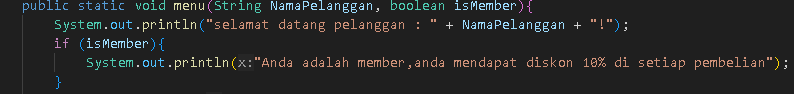 public static void menu(String NamaPelanggan, boolean isMember){
System.out.println("selamat datang pelanggan : " + NamaPelanggan + "!");
if (isMember){
System.out.println(x:"Anda adalah member,anda mendapat diskon 10% di setiap pembelian");
}